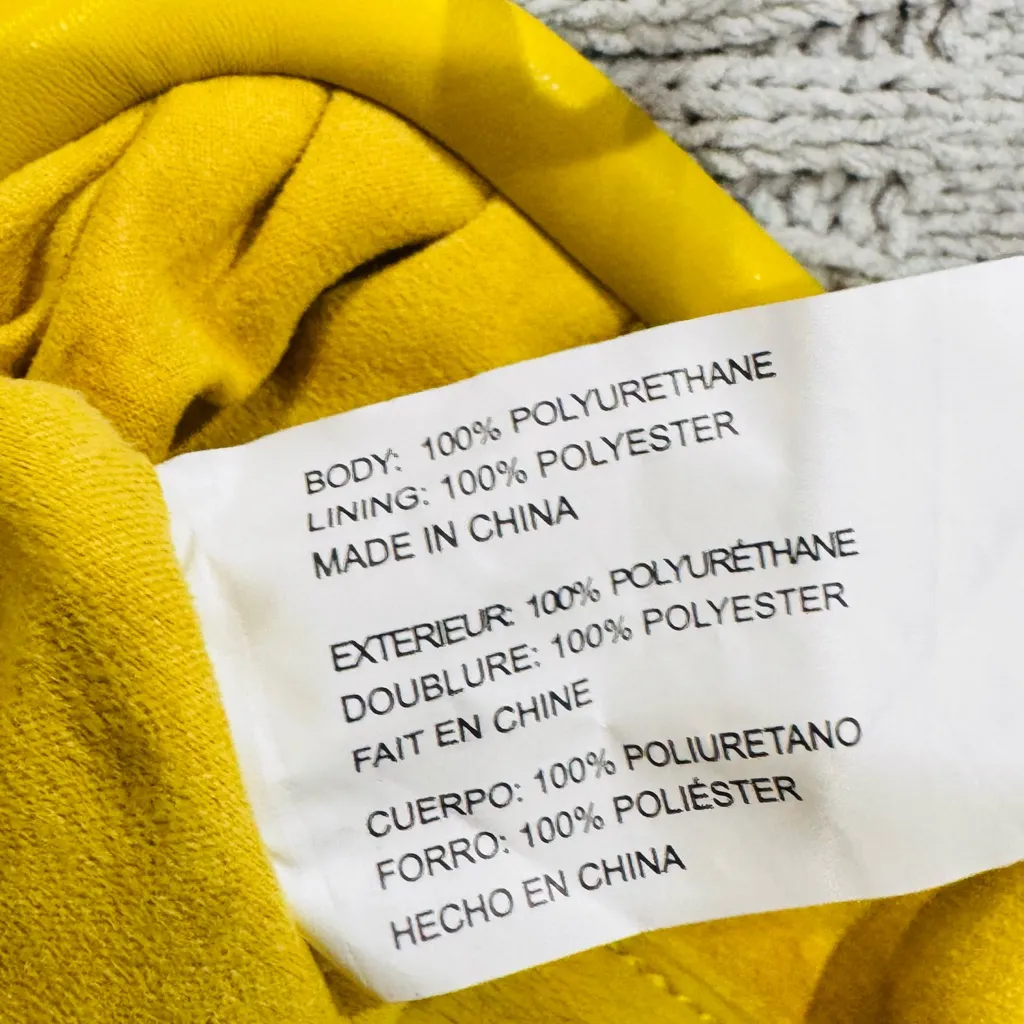 BODY: 100% POLYURETHANE
LINING: 100% POLYESTER
MADE IN CHINA
EXTERIEUR: 100% POLYURÉTHANE
DOUBLURE: 100% POLYESTER
FAIT EN CHINE
CUERPO: 100% POLIURETANO
FORRO: 100% POLIÉSTER
HECHO EN CHINA